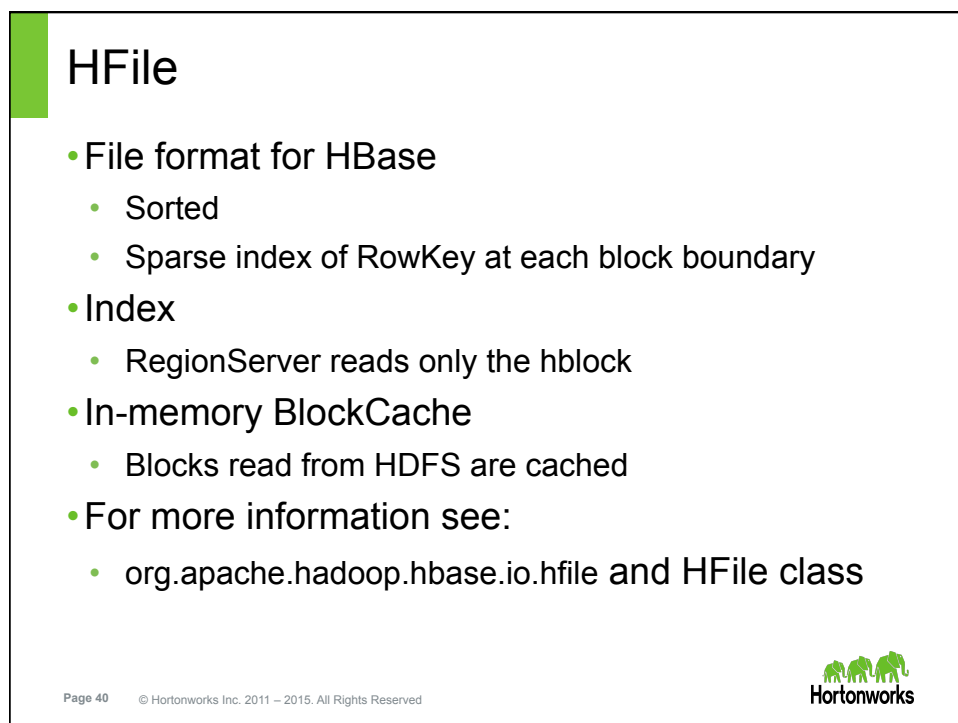 HFile
•File format for HBase
• Sorted
• Sparse index of RowKey at each block boundary
•Index
• RegionServer reads only the hblock
•In-memory BlockCache
• Blocks read from HDFS are cached
•For more information see:
• org.apache.hadoop.hbase.io.hfile and HFile class
Page 40 © Hortonworks Inc. 2011 – 2015. All Rights Reserved
Hortonworks